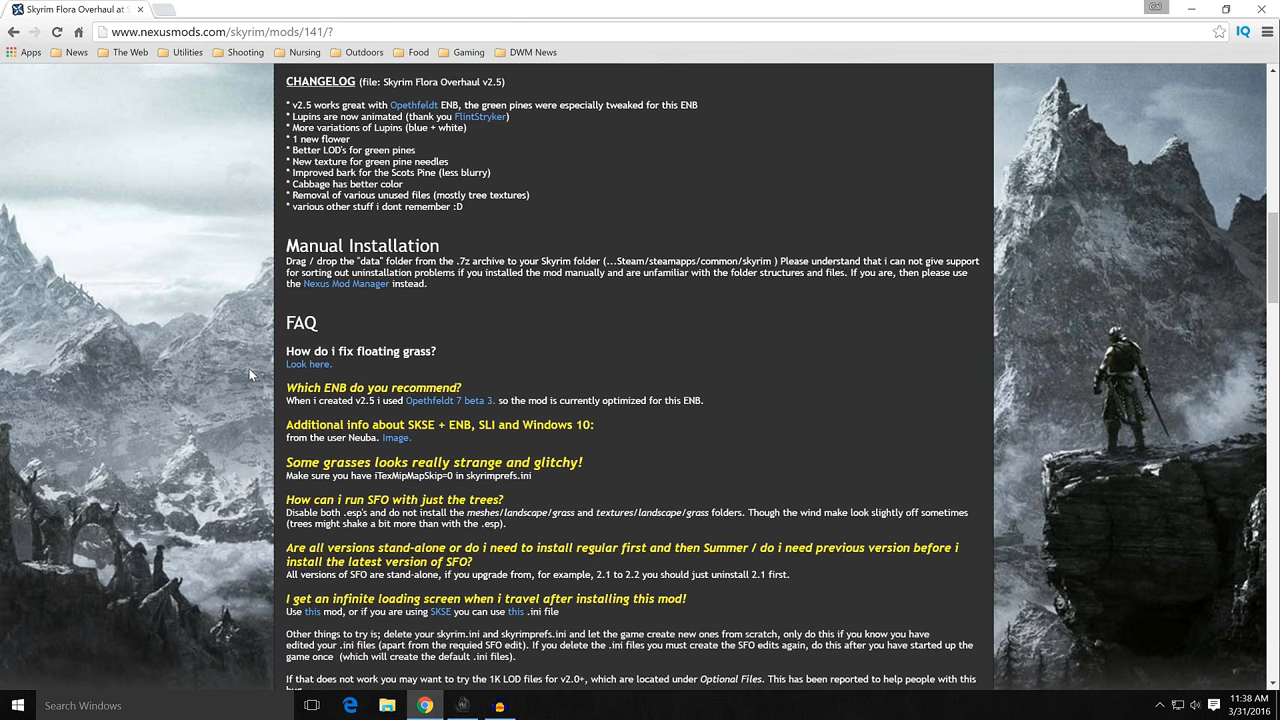 Skyrim Flora Overhaul at S
www.nexusmods.com/skyrim/mods/141/?
Apps News The Web Utilities Shooting Nursing Outdoors Food Gaming DWM News
CHANGELOG (file: Skyrim Flora Overhaul v2.5)
* v2.5 works great with Opethfeldt ENB, the green pines were especially tweaked for this ENB
* Lupins are now animated (thank you FlintStryker)
* More variations of Lupins (blue + white)
* 1 new flower
* Better LOD's for green pines
* New texture for green pine needles
* Improved bark for the Scots Pine (less blurry)
* Cabbage has better color
* Removal of various unused files (mostly tree textures)
* various other stuff i dont remember :D
Manual Installation
Drag / drop the "data" folder from the .7z archive to your Skyrim folder (...Steam/steamapps/common/skyrim ) Please understand that i can not give support
for sorting out uninstallation problems if you installed the mod manually and are unfamiliar with the folder structures and files. If you are, then please use
the Nexus Mod Manager instead.
FAQ
How do i fix floating grass?
Look here.
Which ENB do you recommend?
When i created v2.5 i used Opethfeldt 7 beta 3. so the mod is currently optimized for this ENB.
Additional info about SKSE + ENB, SLI and Windows 10:
from the user Neuba. Image.
Some grasses looks really strange and glitchy!
Make sure you have iTexMipMapSkip=0 in skyrimprefs.ini
How can i run SFO with just the trees?
Disable both .esp's and do not install the meshes/landscape/grass and textures/landscape/grass folders. Though the wind make look slightly off sometimes
(trees might shake a bit more than with the .esp).
Are all versions stand-alone or do i need to install regular first and then Summer / do i need previous version before i
install the latest version of SFO?
All versions of SFO are stand-alone, if you upgrade from, for example, 2.1 to 2.2 you should just uninstall 2.1 first.
I get an infinite loading screen when i travel after installing this mod!
Use this mod, or if you are using SKSE you can use this .ini file
Other things to try is; delete your skyrim.ini and skyrimprefs.ini and let the game create new ones from scratch, only do this if you know you have
edited your .ini files (apart from the requied SFO edit). If you delete the .ini files you must create the SFO edits again, do this after you have started up the
game once (which will create the default .ini files).
If that does not work you may want to try the 1K LOD files for v2.0+, which are located under Optional Files. This has been reported to help people with this
bug.
Search Windows
11:38 AM
3/31/2016